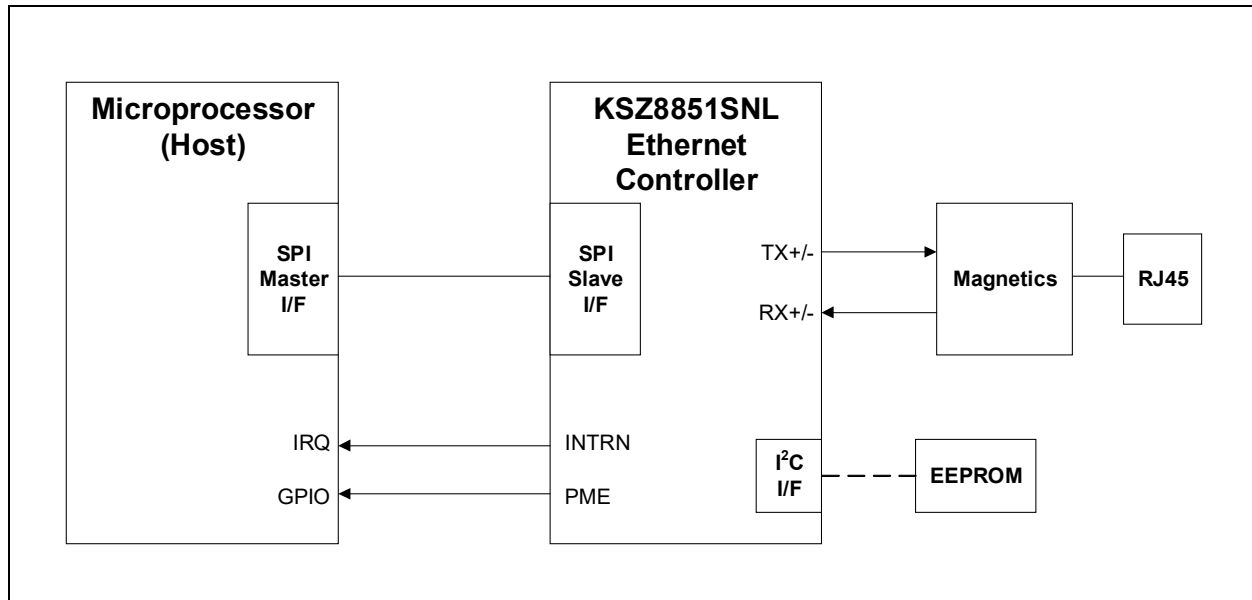 Microprocessor
(Host)
KSZ8851SNL
Ethernet
Controller
SPI
Master
I/F
SPI
Slave
I/F
TX+/-
RX+/-
Magnetics
RJ45
IRQ
INTRN
GPIO
PME
I²C
I/F
EEPROM